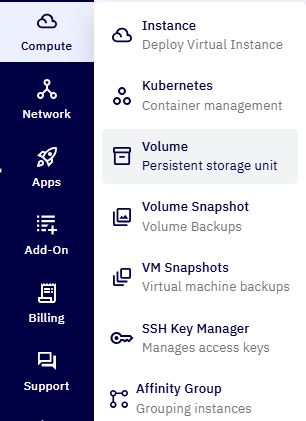 Compute
Network
Apps
Add-On
Billing
Support
Instance
Deploy Virtual Instance
Kubernetes
Container management
Volume
Persistent storage unit
Volume Snapshot
Volume Backups
VM Snapshots
Virtual machine backups
SSH Key Manager
Manages access keys
Affinity Group
Grouping instances